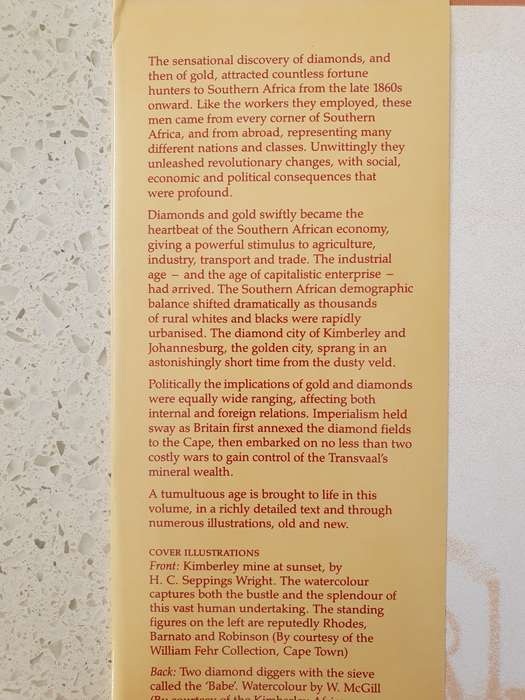 The sensational discovery of diamonds, and
then of gold, attracted countless fortune
hunters to Southern Africa from the late 1860s
onward. Like the workers they employed, these
men came from every corner of Southern
Africa, and from abroad, representing many
different nations and classes. Unwittingly they
unleashed revolutionary changes, with social,
economic and political consequences that
were profound.
Diamonds and gold swiftly became the
heartbeat of the Southern African economy,
giving a powerful stimulus to agriculture,
industry, transport and trade. The industrial
age – and the age of capitalistic enterprise –
had arrived. The Southern African demographic
balance shifted dramatically as thousands
of rural whites and blacks were rapidly
urbanised. The diamond city of Kimberley and
Johannesburg, the golden city, sprang in an
astonishingly short time from the dusty veld.
Politically the implications of gold and diamonds
were equally wide ranging, affecting both
internal and foreign relations. Imperialism held
sway as Britain first annexed the diamond fields
to the Cape, then embarked on no less than two
costly wars to gain control of the Transvaal's
mineral wealth.
A tumultuous age is brought to life in this
volume, in a richly detailed text and through
numerous illustrations, old and new.
COVER ILLUSTRATIONS
Front: Kimberley mine at sunset, by
H. C. Seppings Wright. The watercolour
captures both the bustle and the splendour of
this vast human undertaking. The standing
figures on the left are reputedly Rhodes,
Barnato and Robinson (By courtesy of the
William Fehr Collection, Cape Town)
Back: Two diamond diggers with the sieve
called the 'Babe'. Watercolour by W. McGill
(By courtesy of the Kimberley